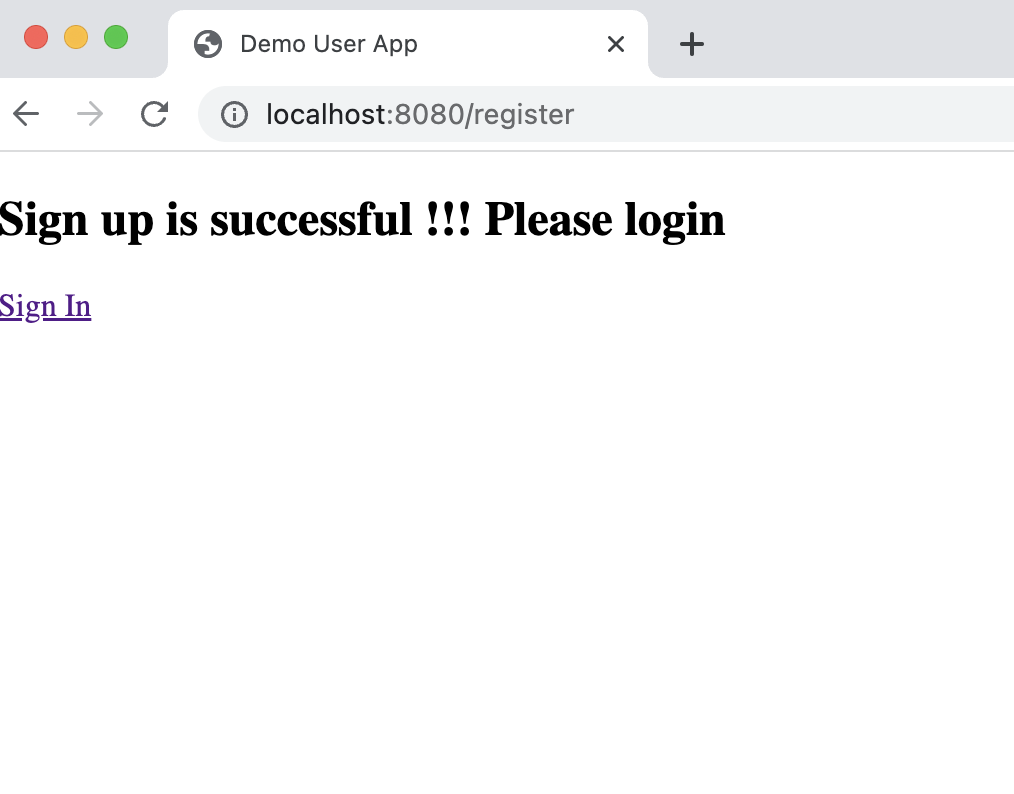 Demo User App
localhost:8080/register
Sign up is successful !!! Please login
Sign In